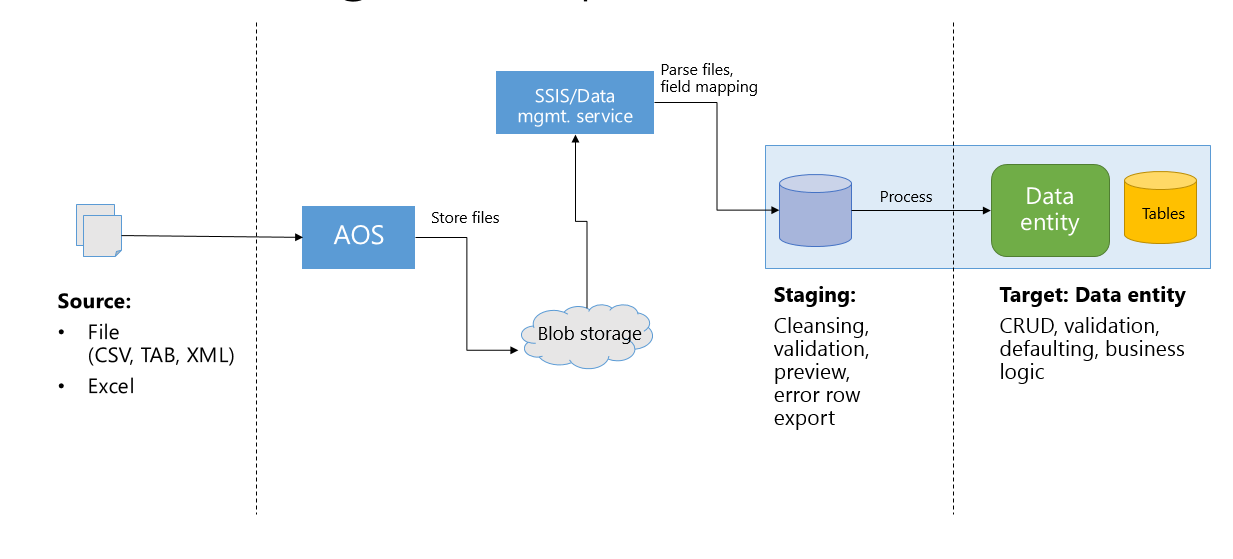 SSIS/Data
mgmt. service
Parse files,
field mapping
AOS
Store files
Blob storage
Process
Data
entity
Tables
Source:
• File
(CSV, TAB, XML)
• Excel
Staging:
Cleansing,
validation,
preview,
error row
export
Target: Data entity
CRUD, validation,
defaulting, business
logic